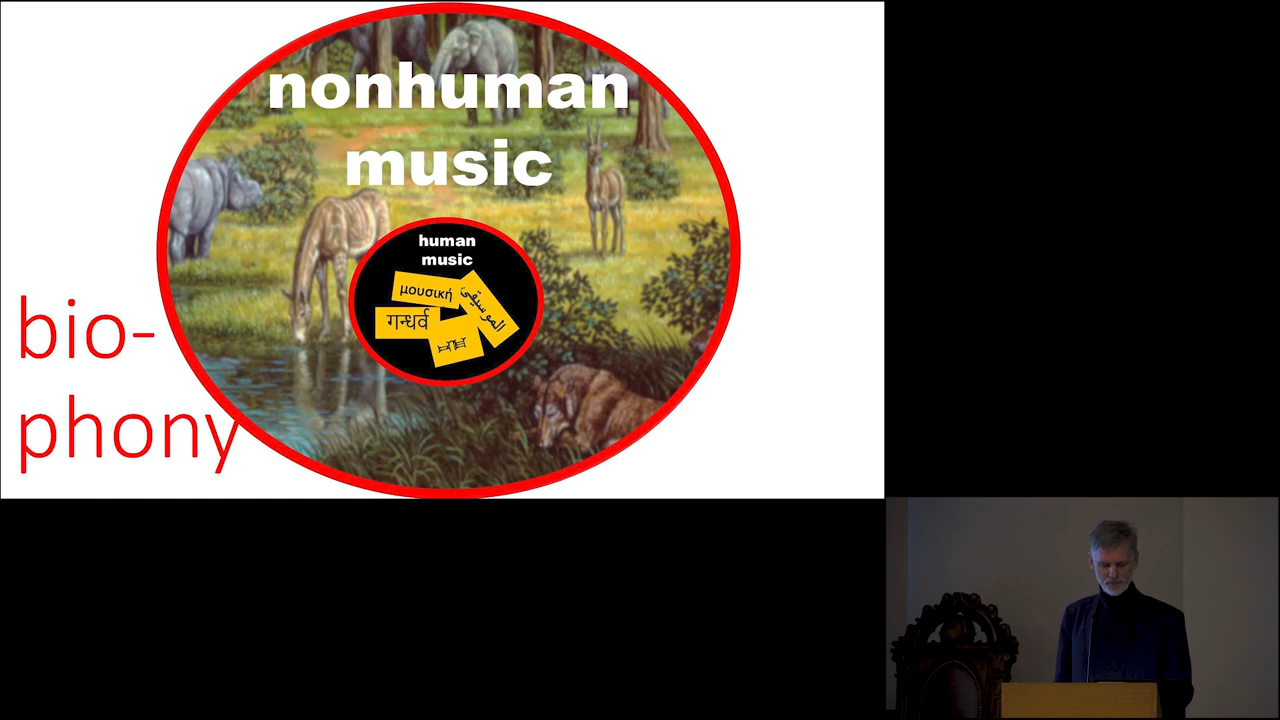 nonhuman
music
human
music
μουσική
الموسيقى
गन्धर्व
bio-
phony